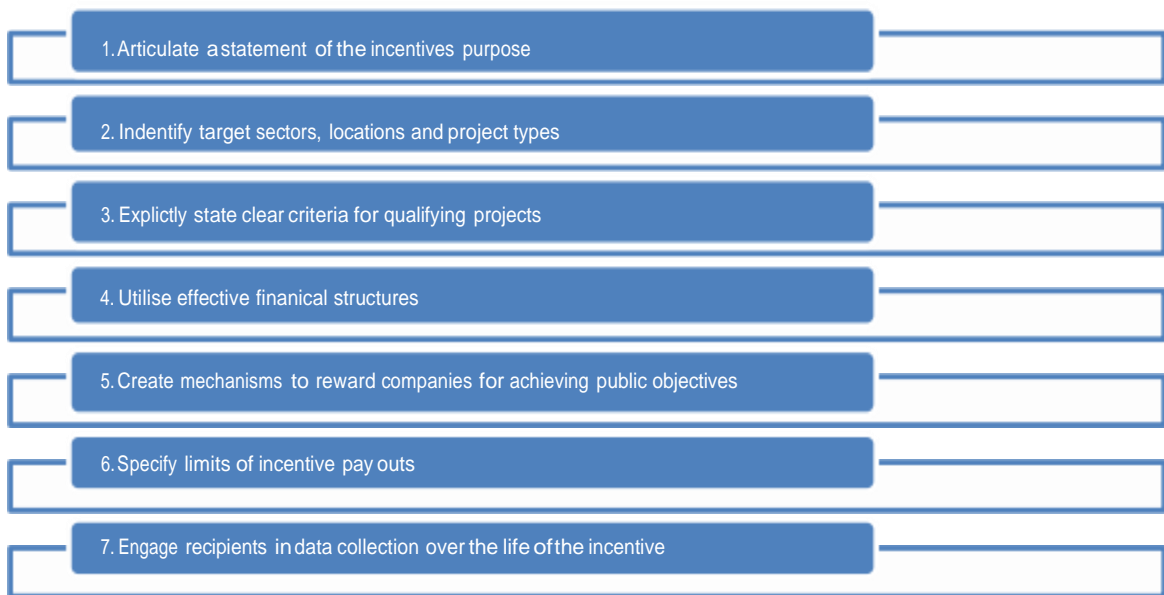 1. Articulate a statement of the incentives purpose
2. Indentify target sectors, locations and project types
3. Explictly state clear criteria for qualifying projects
4. Utilise effective finanical structures
5. Create mechanisms to reward companies for achieving public objectives
6. Specify limits of incentive pay outs
7. Engage recipients in data collection over the life of the incentive